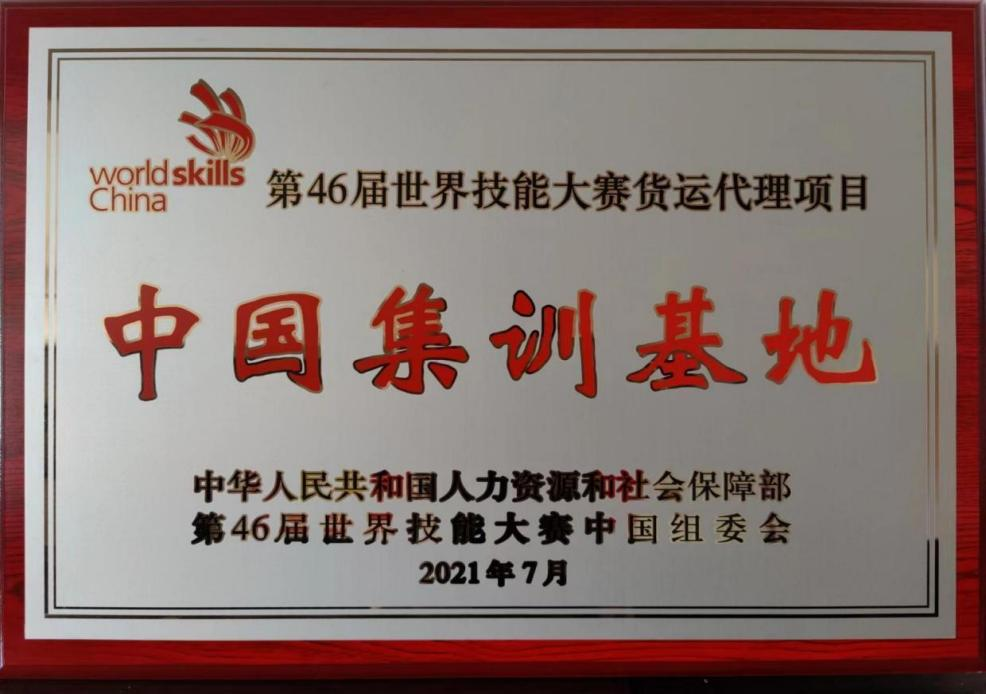 worldskills
China
第46届世界技能大赛货运代理项目
中国集训基地
中华人民共和国人力资源和社会保障部
第46届世界技能大赛中国组委会
2021年7月